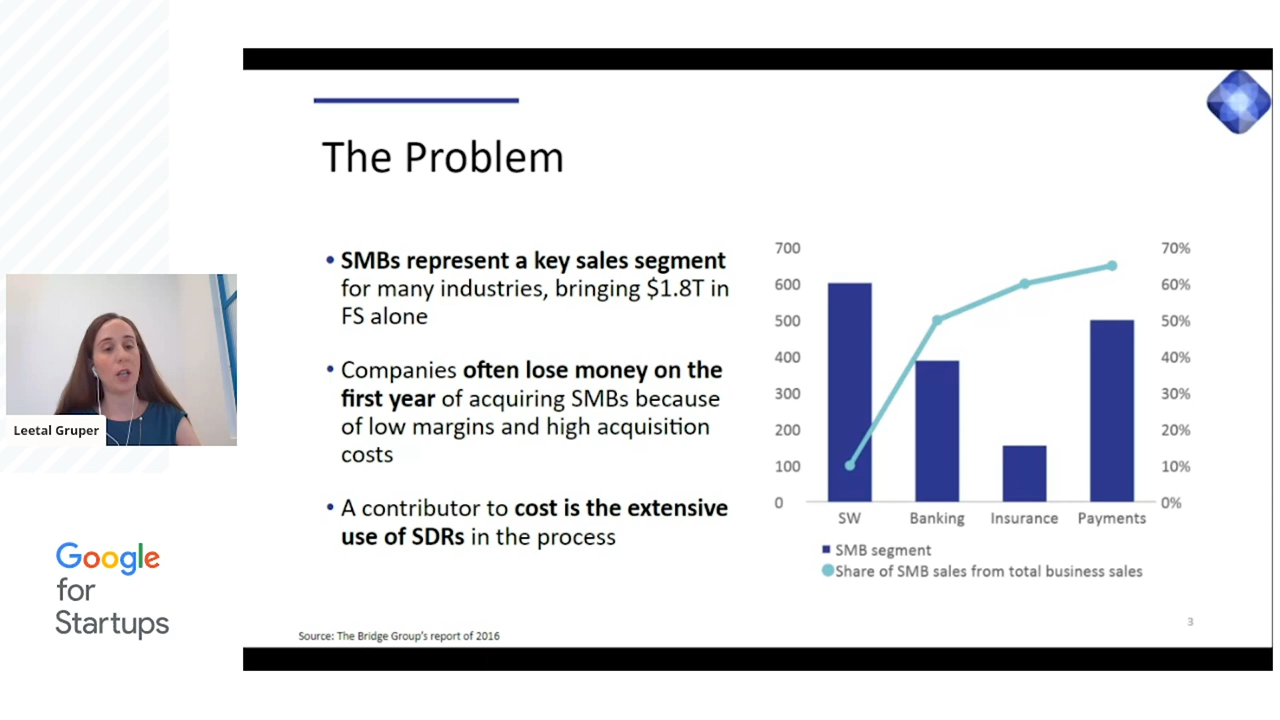 The Problem
• SMBs represent a key sales segment
for many industries, bringing $1.8T in
FS alone
• Companies often lose money on the
first year of acquiring SMBs because
of low margins and high acquisition
costs
• A contributor to cost is the extensive
use of SDRs in the process
700
600
500
400
300
200
100
0
70%
60%
50%
40%
30%
20%
10%
0%
SW Banking Insurance Payments
SMB segment
Share of SMB sales from total business sales
Source: The Bridge Group's report of 2016
3
Leetal Gruper
Google
for
Startups